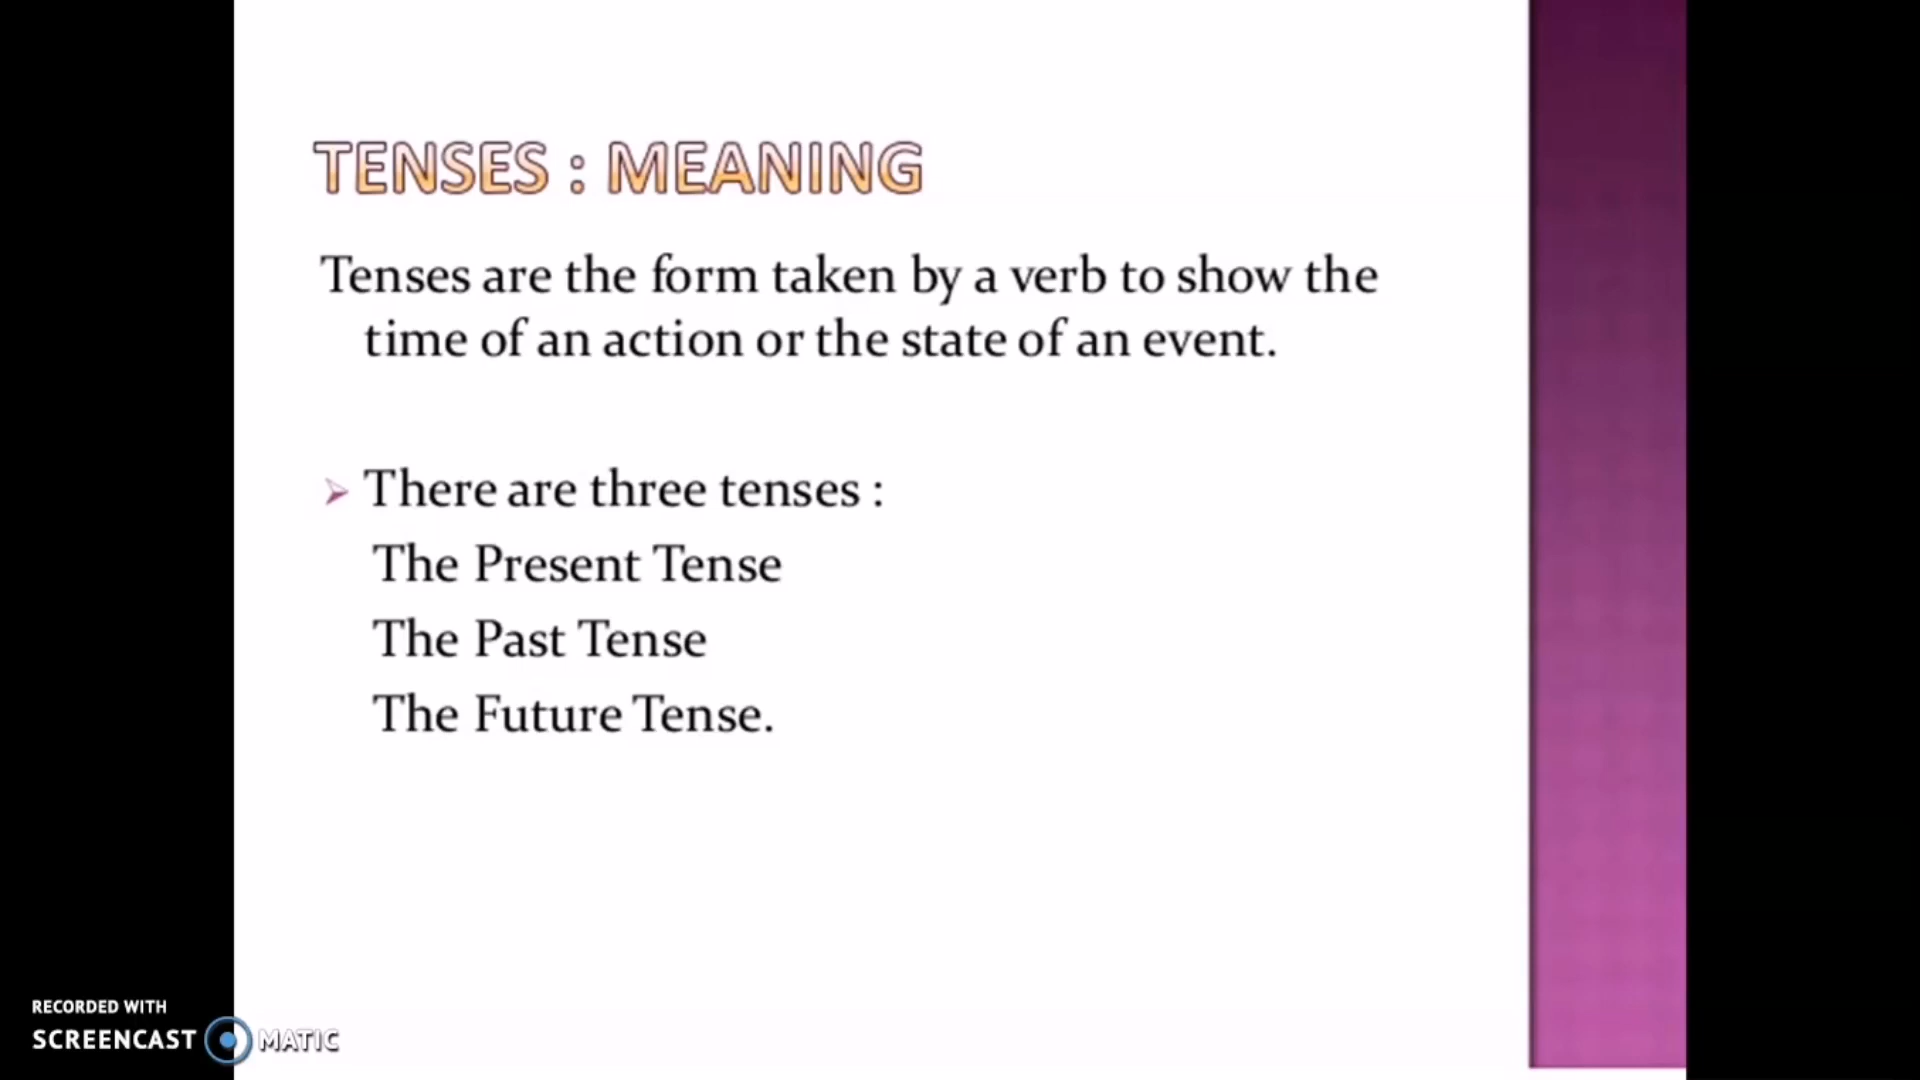 TENSES : MEANING
Tenses are the form taken by a verb to show the
time of an action or the state of an event.
There are three tenses :
The Present Tense
The Past Tense
The Future Tense.
RECORDED WITH
SCREENCAST MATIC